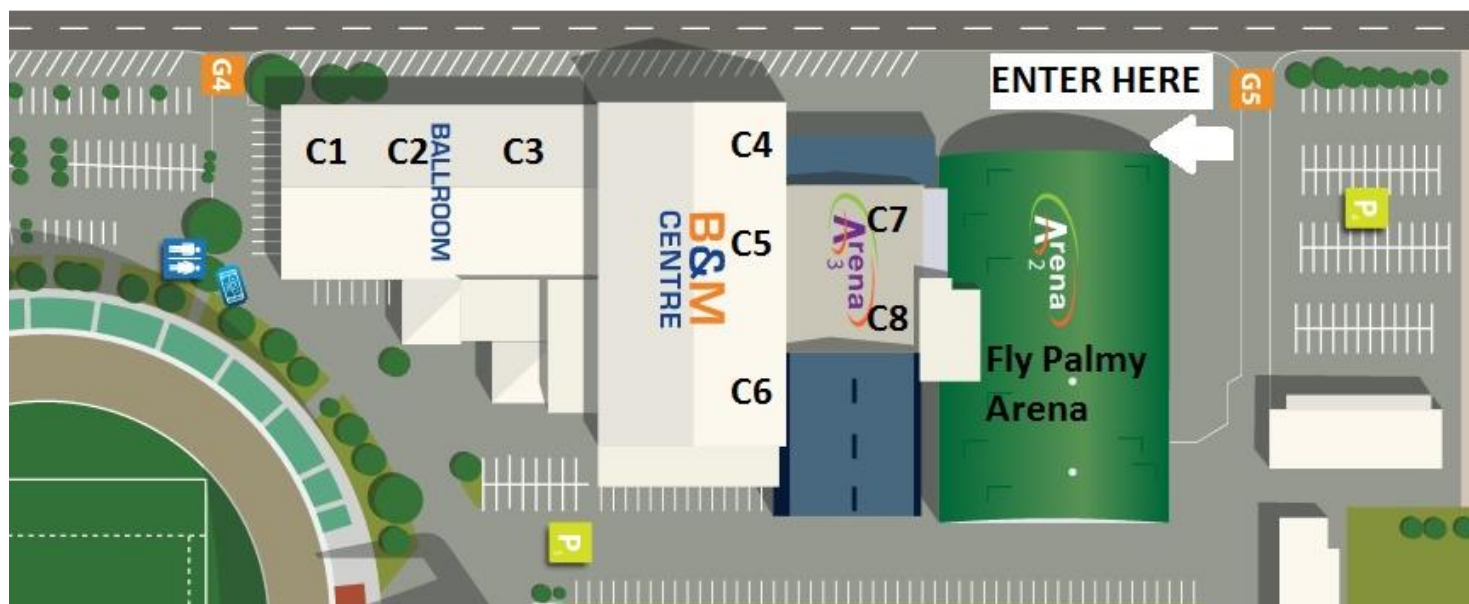 G4
ENTER HERE
G5
C1
C2
C3
BALLROOM
C4
C5
C6
B&M
CENTRE
C7
C8
Arena
3
Arena
2
Fly Palmy
Arena
P
P